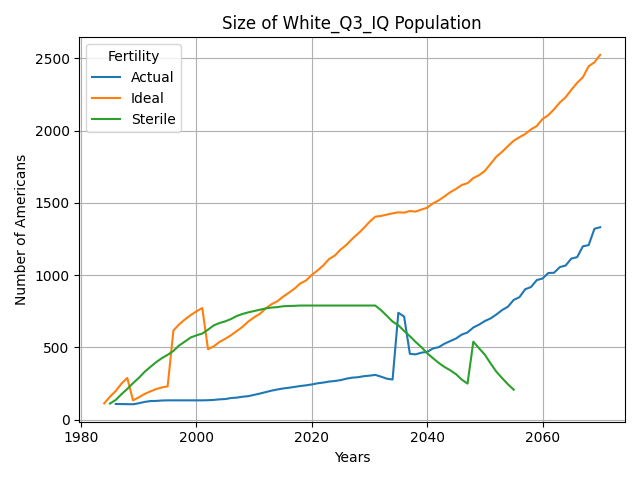 Size of White_Q3_IQ Population
Fertility
Actual
Ideal
Sterile
Number of Americans
2500
2000
1500
1000
500
0
1980
2000
2020
2040
2060
Years